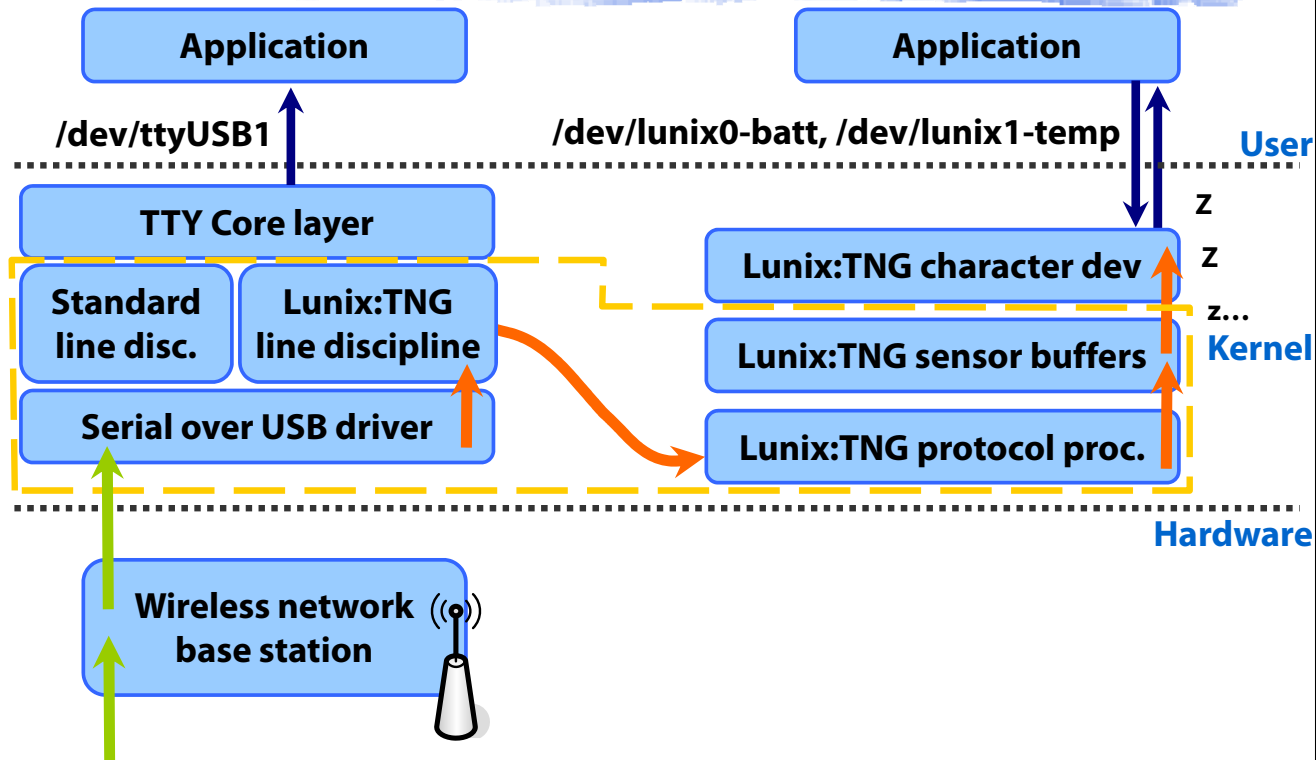 Application
Application
/dev/ttyUSB1
/dev/lunix0-batt, /dev/lunix1-temp
User
TTY Core layer
Z
Lunix:TNG character dev
Z
Standard
line disc.
Lunix:TNG
line discipline
z...
Kernel
Lunix:TNG sensor buffers
Serial over USB driver
Lunix:TNG protocol proc.
Hardware
Wireless network
base station